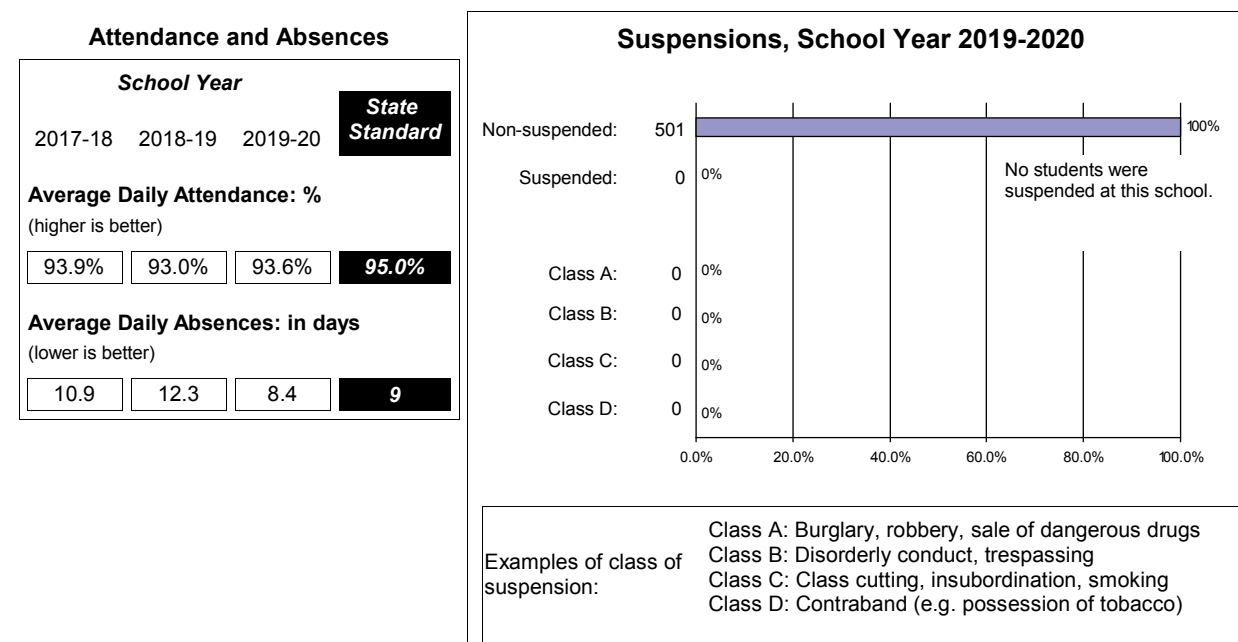 Attendance and Absences
School Year
2017-18 2018-19 2019-20 State Standard
Average Daily Attendance: %
(higher is better)
93.9% 93.0% 93.6% 95.0%
Average Daily Absences: in days
(lower is better)
10.9 12.3 8.4 9
Suspensions, School Year 2019-2020
Non-suspended: 501 100%
Suspended: 0 0%
No students were
suspended at this school.
Class A: 0 0%
Class B: 0 0%
Class C: 0 0%
Class D: 0 0%
0.0% 20.0% 40.0% 60.0% 80.0% 100.0%
Examples of class of
suspension:
Class A: Burglary, robbery, sale of dangerous drugs
Class B: Disorderly conduct, trespassing
Class C: Class cutting, insubordination, smoking
Class D: Contraband (e.g. possession of tobacco)